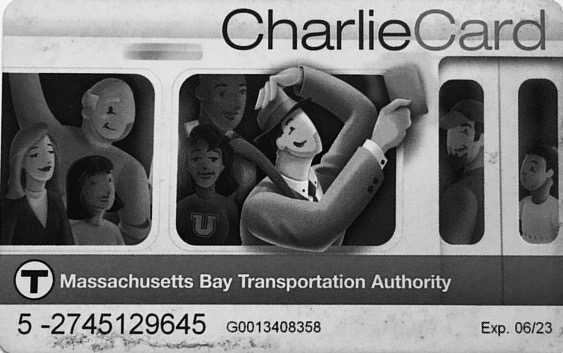 CharlieCard
U
T Massachusetts Bay Transportation Authority
5 -2745129645 G0013408358 Exp. 06/23